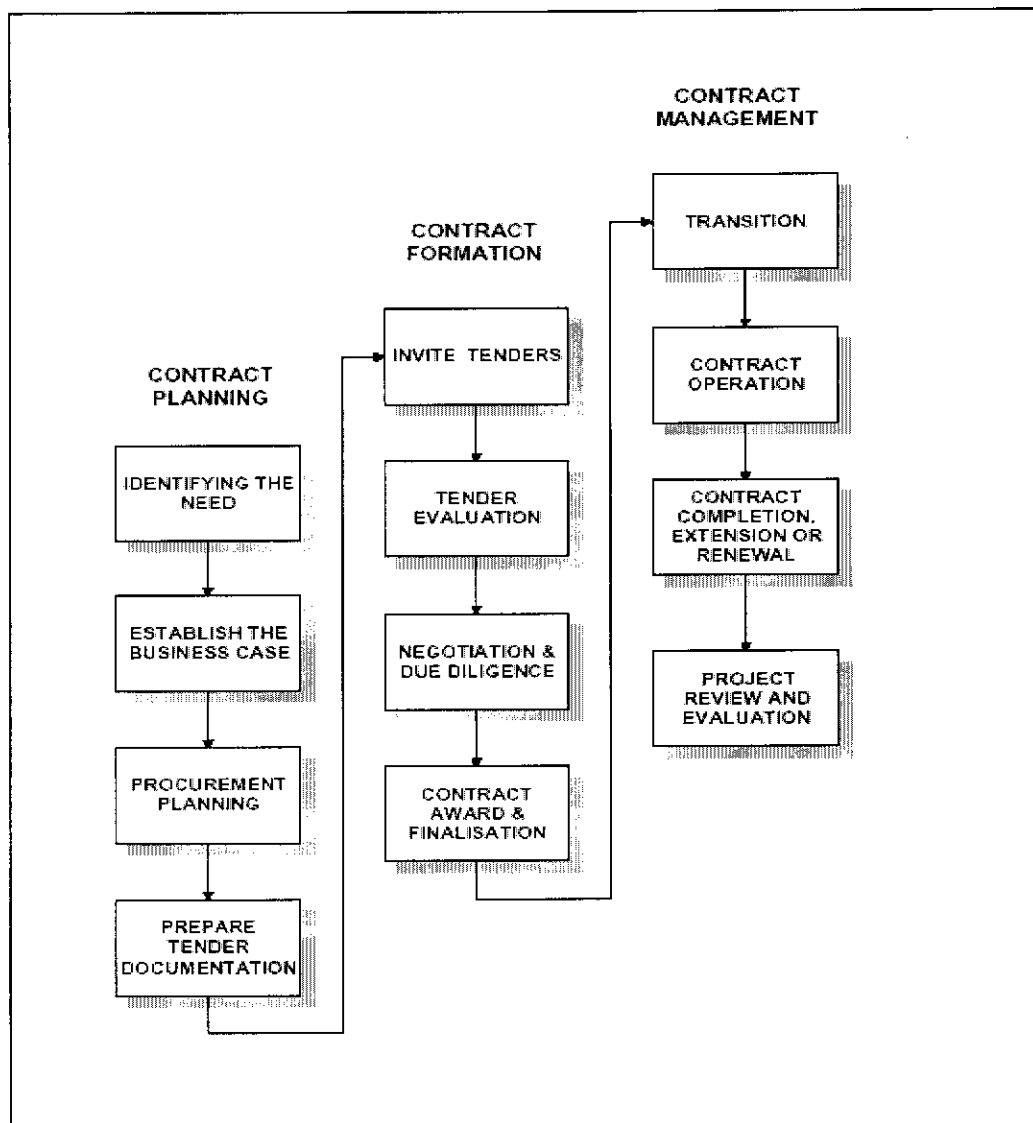 CONTRACT
PLANNING
IDENTIFYING THE
NEED
ESTABLISH THE
BUSINESS CASE
PROCUREMENT
PLANNING
PREPARE
TENDER
DOCUMENTATION
CONTRACT
FORMATION
INVITE TENDERS
TENDER
EVALUATION
NEGOTIATION &
DUE DILIGENCE
CONTRACT
AWARD &
FINALISATION
CONTRACT
MANAGEMENT
TRANSITION
CONTRACT
OPERATION
CONTRACT
COMPLETION,
EXTENSION OR
RENEWAL
PROJECT
REVIEW AND
EVALUATION